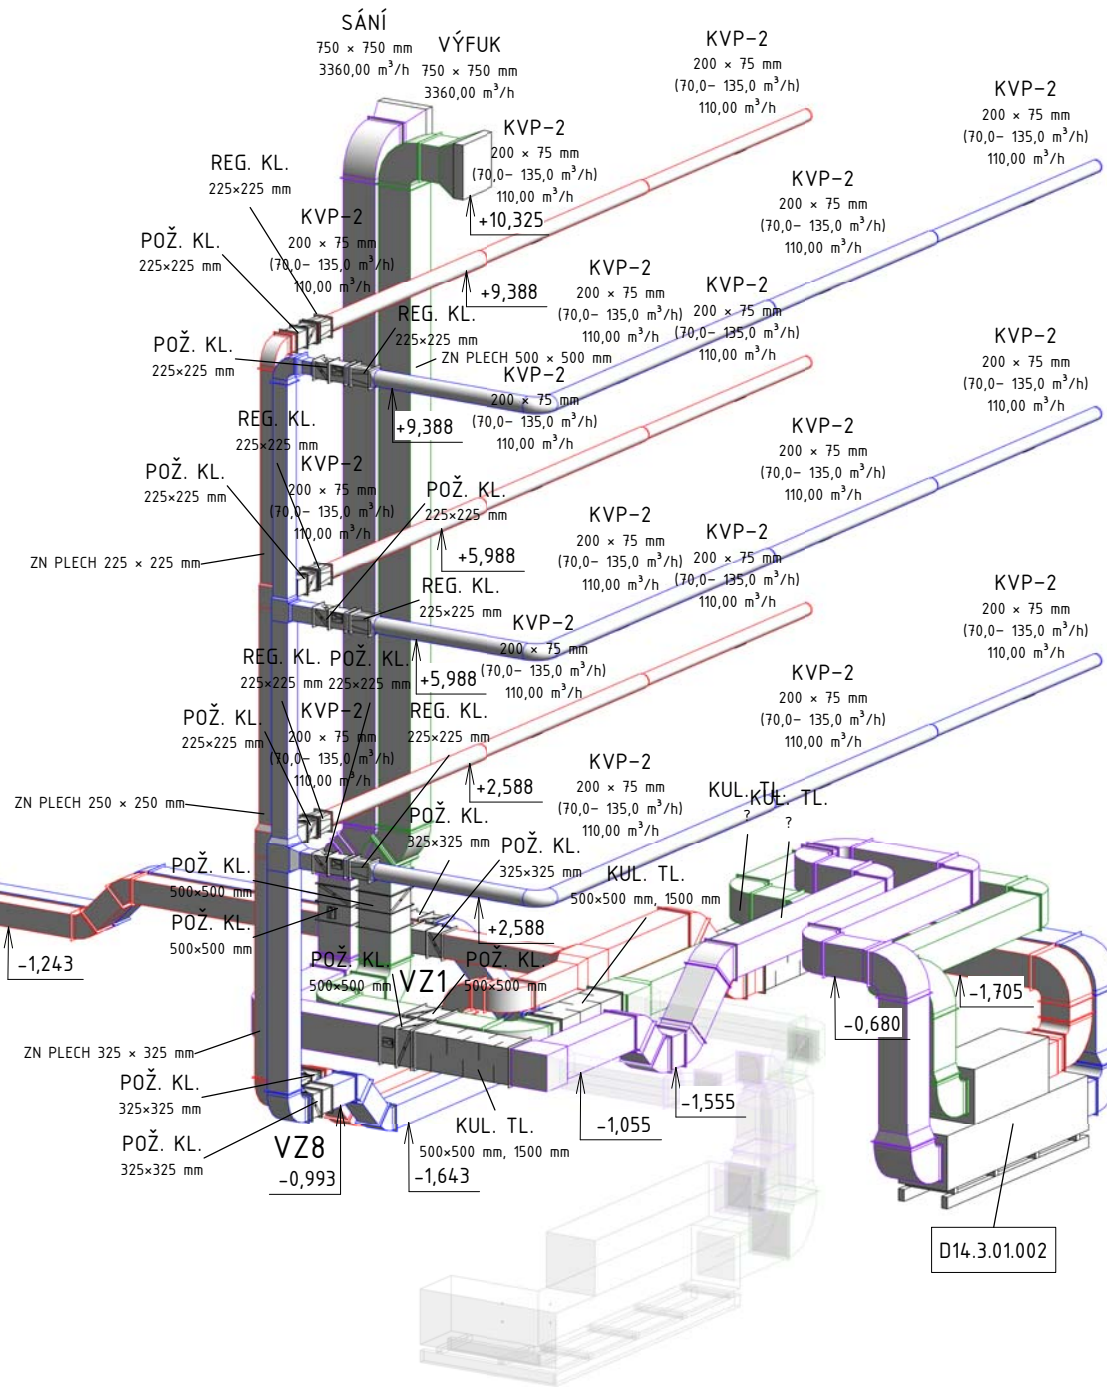 SÁNÍ
750 × 750 mm
3360,00 m³/h
VÝFUK
750 × 750 mm
3360,00 m³/h
KVP-2
200 × 75 mm
(70,0- 135,0 m³/h)
110,00 m³/h
KVP-2
200 × 75 mm
(70,0- 135,0 m³/h)
110,00 m³/h
KVP-2
200 × 75 mm
(70,0- 135,0 m³/h)
110,00 m³/h
+10,325
REG. KL.
225×225 mm
KVP-2
200 × 75 mm
(70,0- 135,0 m³/h)
110,00 m³/h
KVP-2
200 × 75 mm
(70,0- 135,0 m³/h)
110,00 m³/h
POŽ. KL.
225×225 mm
+9,388
KVP-2
200 × 75 mm
(70,0- 135,0 m³/h)
110,00 m³/h
KVP-2
200 × 75 mm
(70,0- 135,0 m³/h)
110,00 m³/h
REG. KL.
225×225 mm
POŽ. KL.
225×225 mm
ZN PLECH 500 × 500 mm
KVP-2
200 × 75 mm
(70,0- 135,0 m³/h)
110,00 m³/h
KVP-2
200 × 75 mm
(70,0- 135,0 m³/h)
110,00 m³/h
+9,388
REG. KL.
225×225 mm
KVP-2
200 × 75 mm
(70,0- 135,0 m³/h)
110,00 m³/h
KVP-2
200 × 75 mm
(70,0- 135,0 m³/h)
110,00 m³/h
POŽ. KL.
225×225 mm
POŽ. KL.
225×225 mm
ZN PLECH 225 × 225 mm
+5,988
KVP-2
200 × 75 mm
(70,0- 135,0 m³/h)
110,00 m³/h
KVP-2
200 × 75 mm
(70,0- 135,0 m³/h)
110,00 m³/h
REG. KL.
225×225 mm
KVP-2
200 × 75 mm
(70,0- 135,0 m³/h)
110,00 m³/h
KVP-2
200 × 75 mm
(70,0- 135,0 m³/h)
110,00 m³/h
+5,988
REG. KL.
225×225 mm
POŽ. KL.
225×225 mm
KVP-2
200 × 75 mm
(70,0- 135,0 m³/h)
110,00 m³/h
POŽ. KL.
225×225 mm
KVP-2
200 × 75 mm
(70,0- 135,0 m³/h)
110,00 m³/h
REG. KL.
225×225 mm
ZN PLECH 250 × 250 mm
+2,588
KVP-2
200 × 75 mm
(70,0- 135,0 m³/h)
110,00 m³/h
KUL. TL.
?
KUL. TL.
?
POŽ. KL.
325×325 mm
POŽ. KL.
325×325 mm
POŽ. KL.
500×500 mm
KUL. TL.
500×500 mm, 1500 mm
POŽ. KL.
500×500 mm
+2,588
-1,243
POŽ. KL.
500×500 mm
VZ1
POŽ. KL.
500×500 mm
-1,705
-0,680
ZN PLECH 325 × 325 mm
POŽ. KL.
325×325 mm
-1,555
-1,055
KUL. TL.
500×500 mm, 1500 mm
POŽ. KL.
325×325 mm
VZ8
-0,993
-1,643
D14.3.01.002